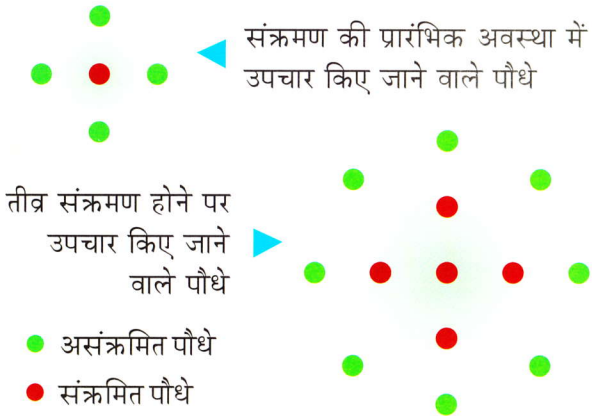 संक्रमण की प्रारंभिक अवस्था में
उपचार किए जाने वाले पौधे
तीव्र संक्रमण होने पर
उपचार किए जाने
वाले पौधे
असंक्रमित पौधे
संक्रमित पौधे